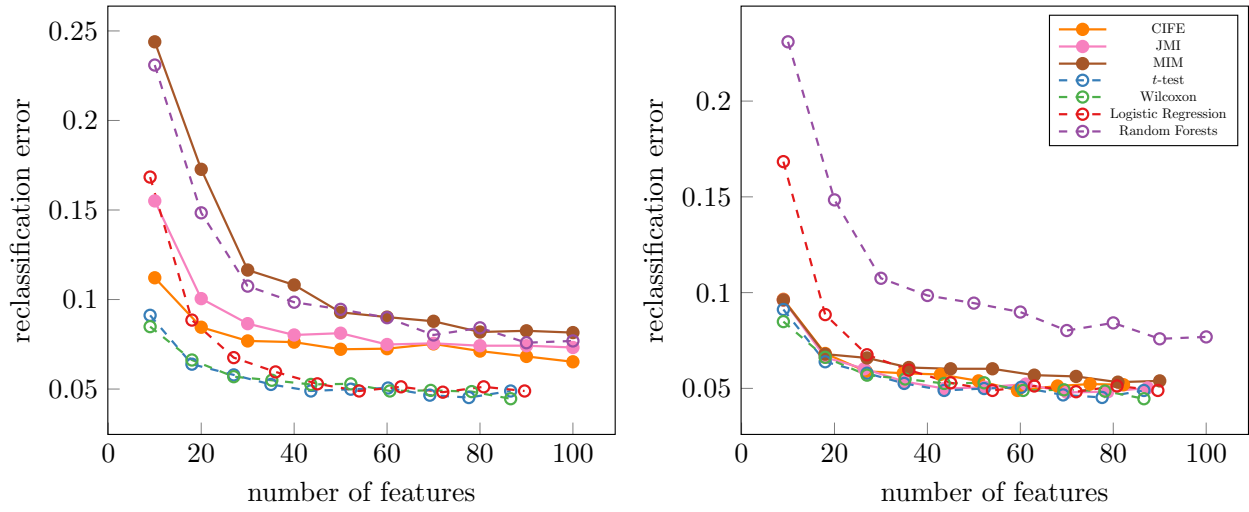 0.25
0.2
0.15
0.1
0.05
0
20
40
60
80
100
number of features
reclassification error
0.2
0.15
0.1
0.05
0
20
40
60
80
100
number of features
reclassification error
CIFE
JMI
MIM
t-test
Wilcoxon
Logistic Regression
Random Forests